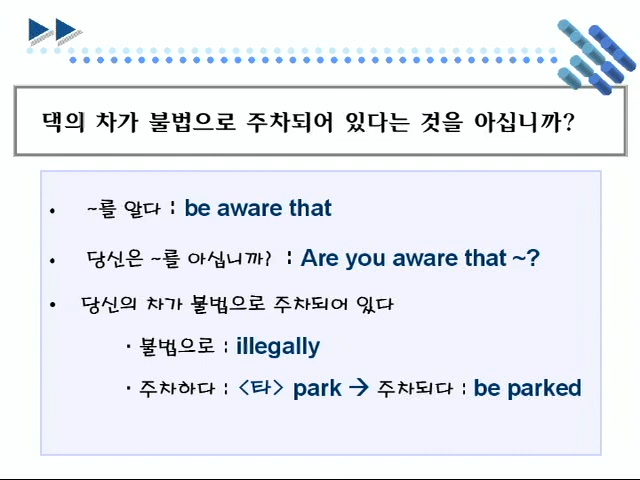 댁의 차가 불법으로 주차되어 있다는 것을 아십니까?
• ~를 알다 : be aware that
• 당신은 ~를 아십니까? : Are you aware that ~?
• 당신의 차가 불법으로 주차되어 있다
· 불법으로 : illegally
· 주차하다 : <타> park → 주차되다 : be parked